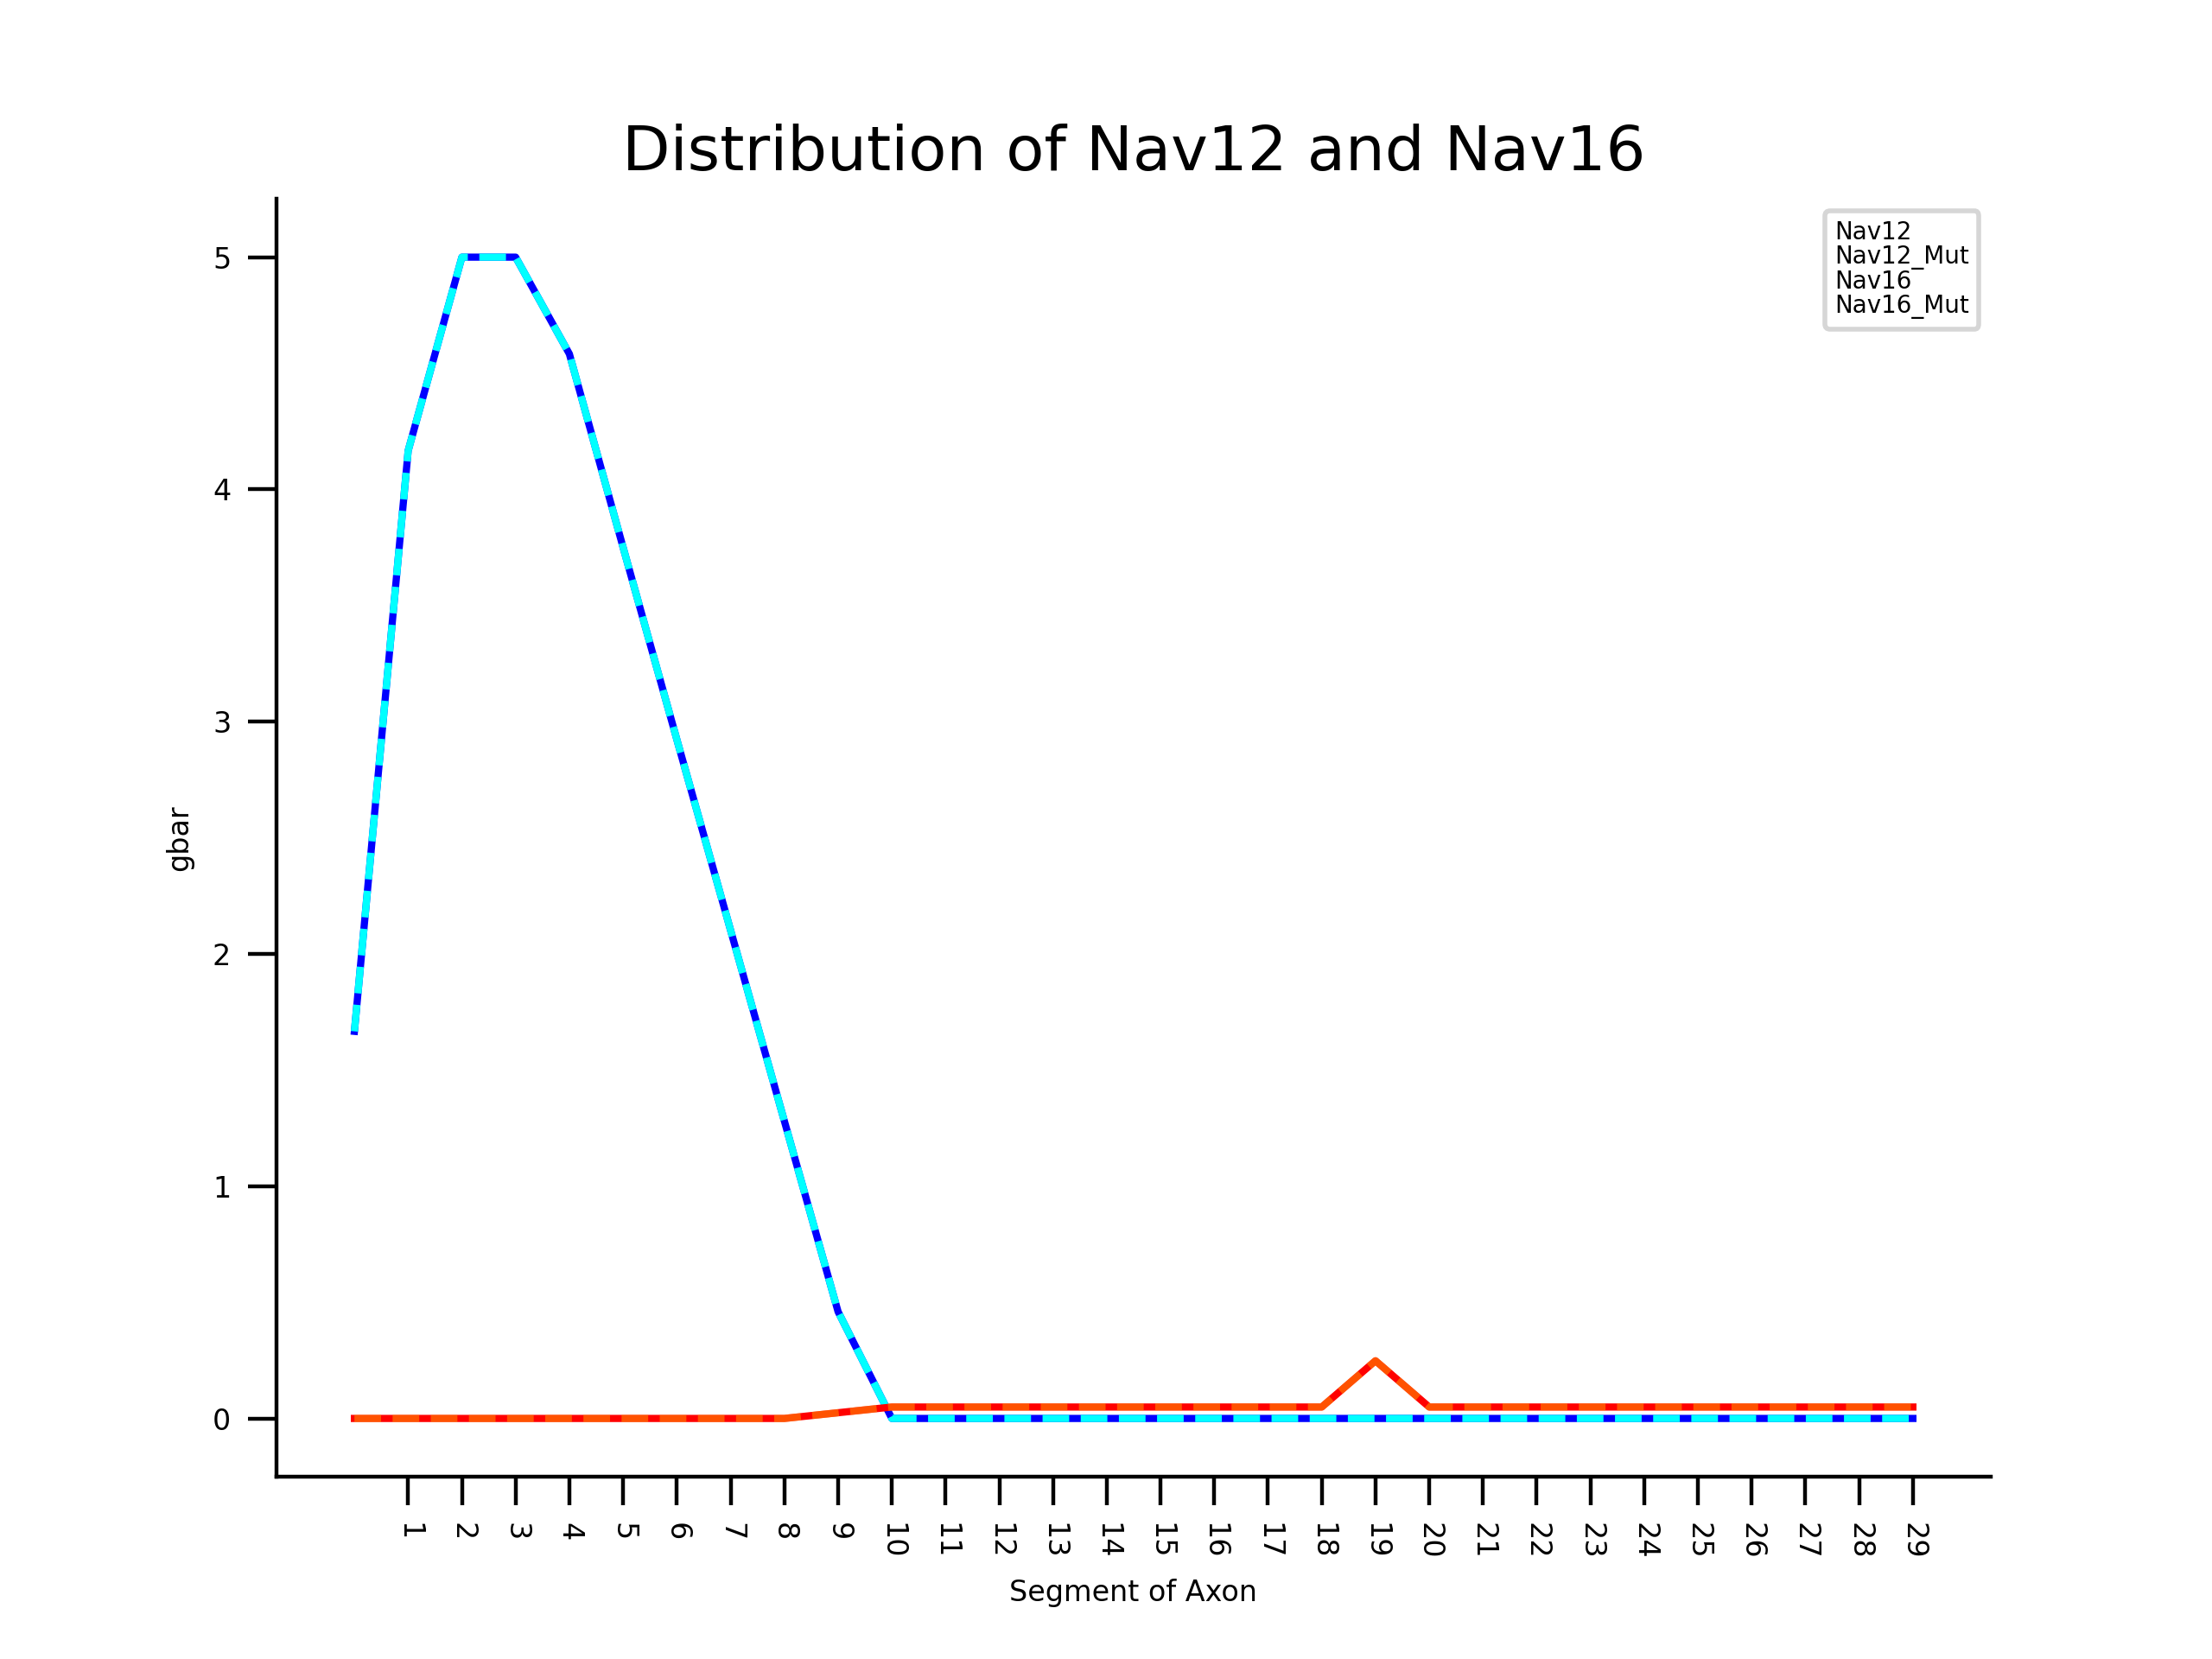 Distribution of Nav12 and Nav16
Nav12
Nav12_Mut
Nav16
Nav16_Mut
5
4
3
2
1
0
gbar
1 2 3 4 5 6 7 8 9 10 11 12 13 14 15 16 17 18 19 20 21 22 23 24 25 26 27 28 29
Segment of Axon